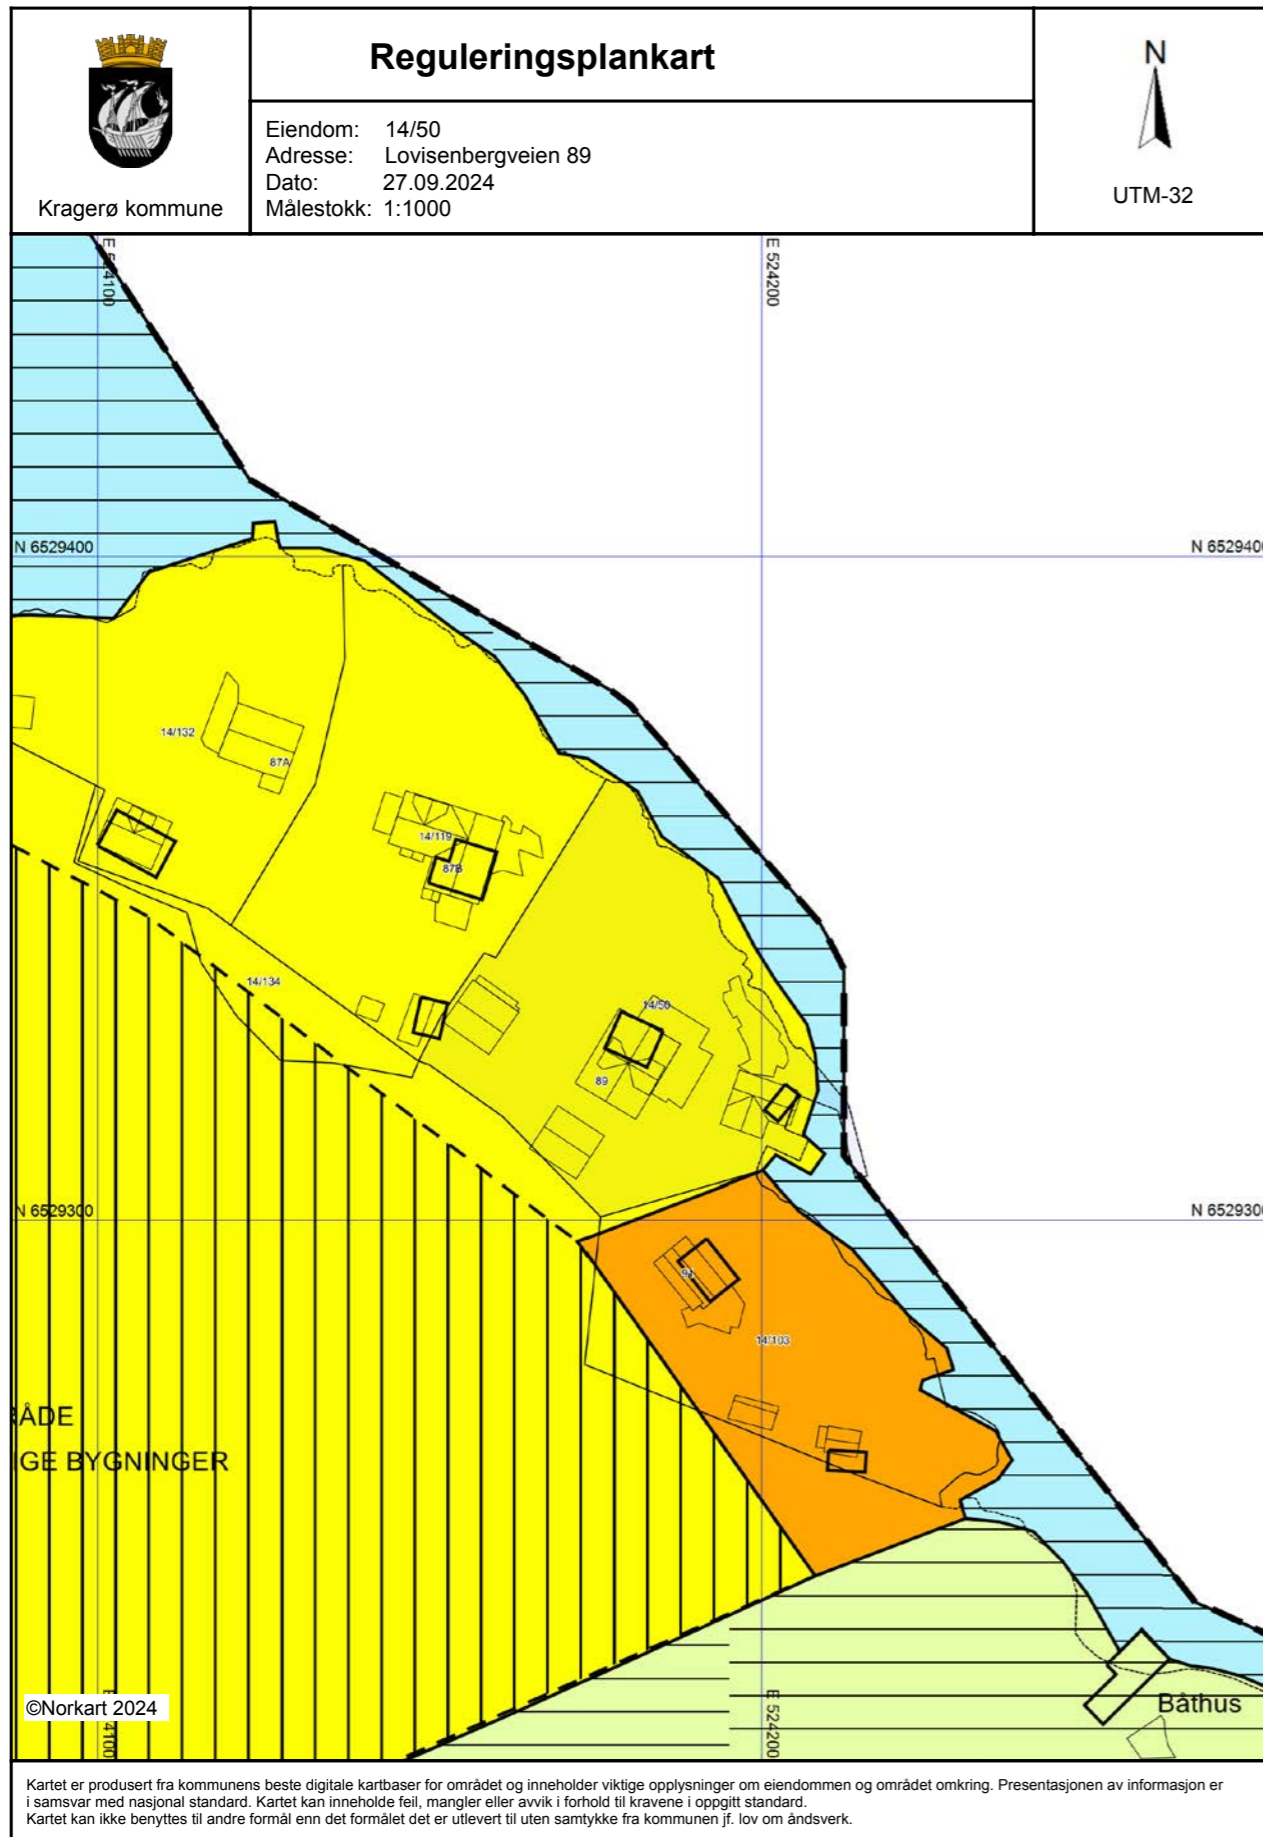 Reguleringsplankart
N
Eiendom: 14/50
Adresse: Lovisenbergveien 89
Dato: 27.09.2024
Målestokk: 1:1000
Kragerø kommune
UTM-32
E 524100
E 524200
N 6529400
N 6529400
14/132
87A
14/119
87B
14/134
14/50
89
N 6529300
N 6529300
91
14/103
RÅDE
IGE BYGNINGER
©Norkart 2024
E 524200
Båthus
Kartet er produsert fra kommunens beste digitale kartbaser for området og inneholder viktige opplysninger om eiendommen og området omkring. Presentasjonen av informasjon er
i samsvar med nasjonal standard. Kartet kan inneholde feil, mangler eller avvik i forhold til kravene i oppgitt standard.
Kartet kan ikke benyttes til andre formål enn det formålet det er utlevert til uten samtykke fra kommunen jf. lov om åndsverk.